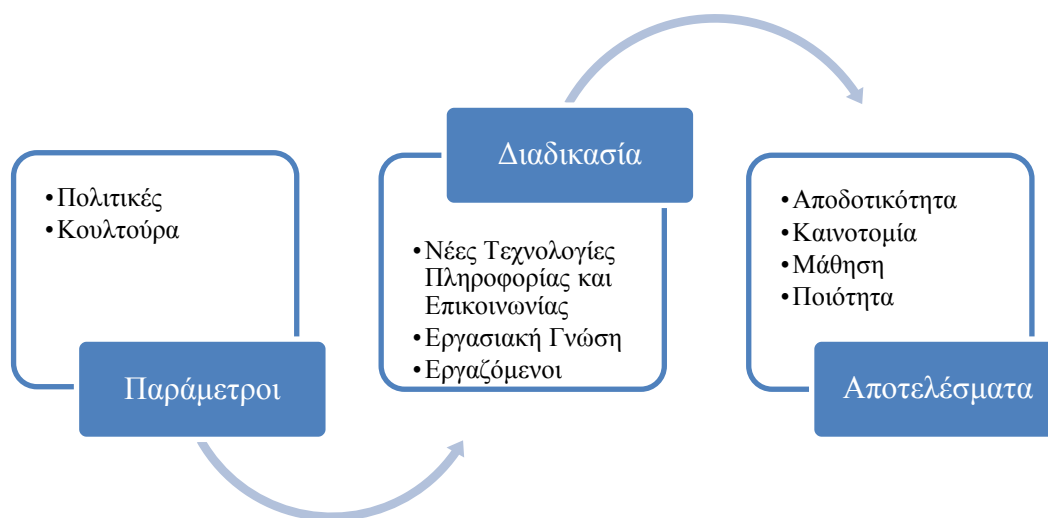 •Πολιτικές
•Κουλτούρα
Παράμετροι
Διαδικασία
•Νέες Τεχνολογίες
Πληροφορίας και
Επικοινωνίας
•Εργασιακή Γνώση
•Εργαζόμενοι
•Αποδοτικότητα
•Καινοτομία
•Μάθηση
•Ποιότητα
Αποτελέσματα